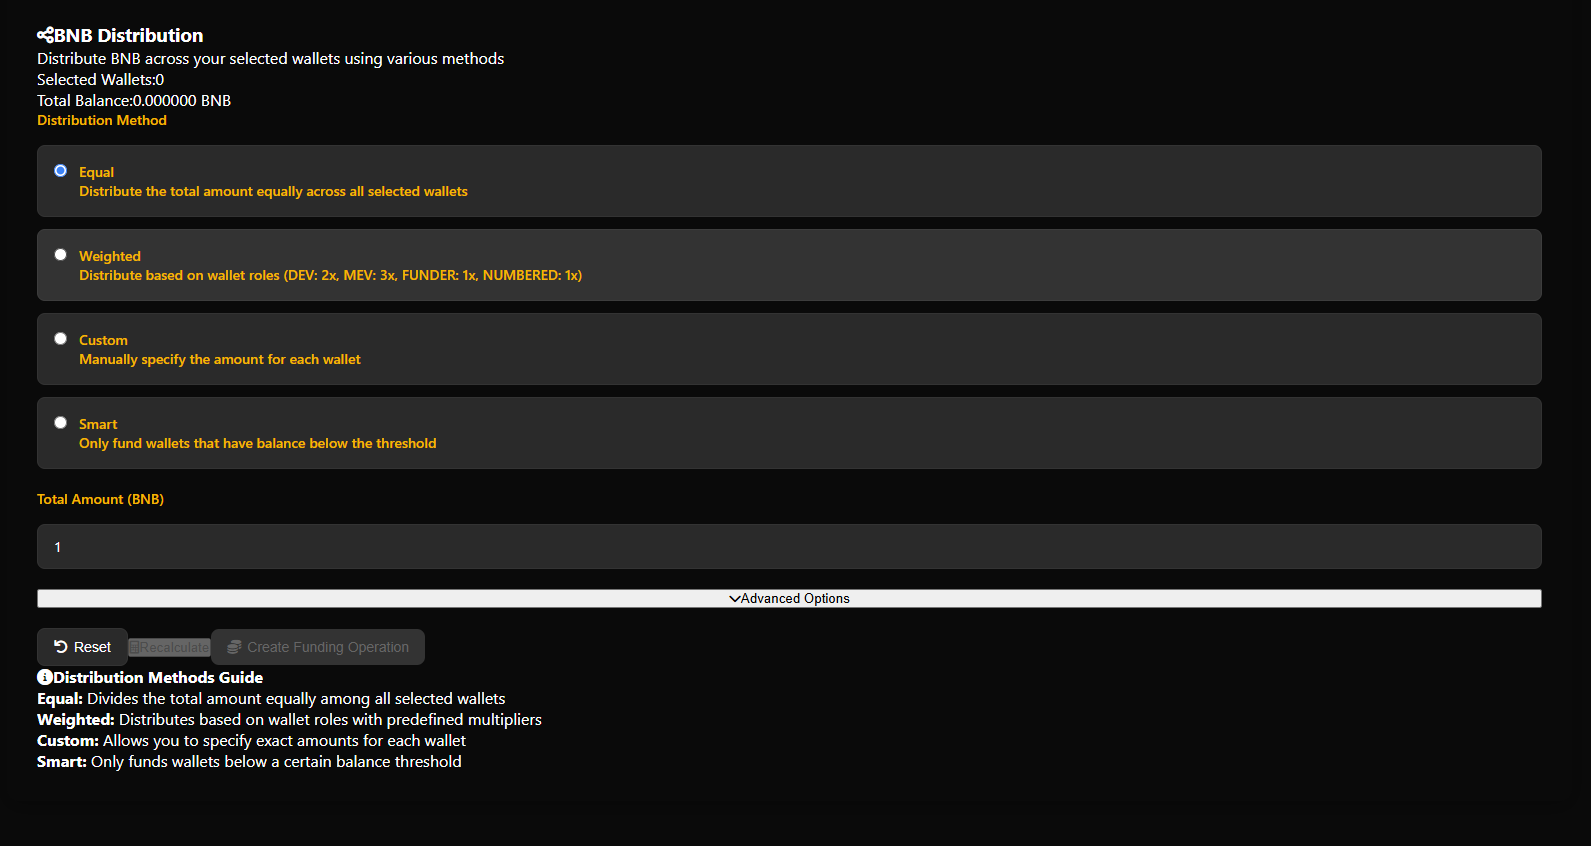 BNB Distribution
Distribute BNB across your selected wallets using various methods
Selected Wallets:0
Total Balance:0.000000 BNB
Distribution Method
Equal
Distribute the total amount equally across all selected wallets
Weighted
Distribute based on wallet roles (DEV: 2x, MEV: 3x, FUNDER: 1x, NUMBERED: 1x)
Custom
Manually specify the amount for each wallet
Smart
Only fund wallets that have balance below the threshold
Total Amount (BNB)
1
Advanced Options
Reset Recalculate Create Funding Operation
Distribution Methods Guide
Equal: Divides the total amount equally among all selected wallets
Weighted: Distributes based on wallet roles with predefined multipliers
Custom: Allows you to specify exact amounts for each wallet
Smart: Only funds wallets below a certain balance threshold